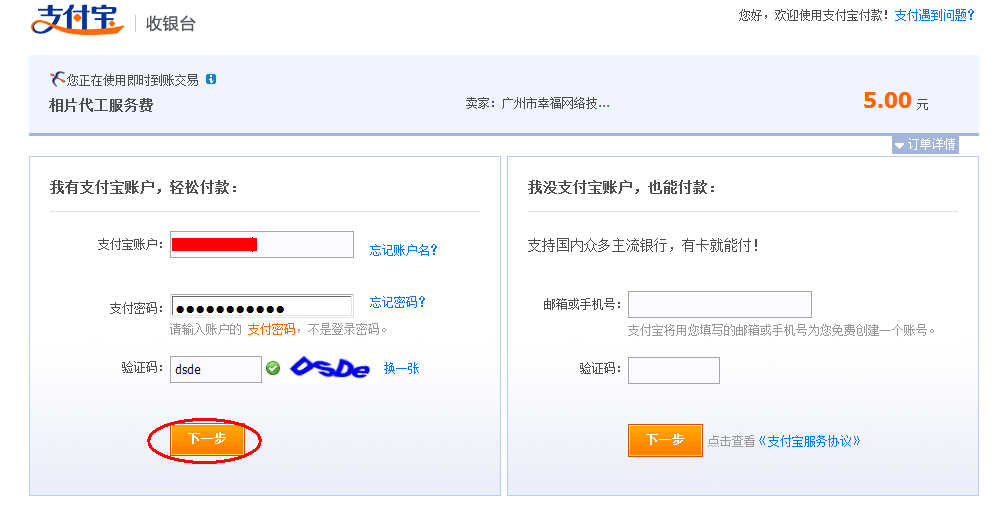 支付宝 收银台
您好，欢迎使用支付宝付款！ 支付遇到问题？
您正在使用即时到账交易
相片代工服务费 卖家：广州市幸福网络技... 5.00 元
订单详情
我有支付宝账户，轻松付款：
支付宝账户： 忘记账户名？
支付密码： 忘记密码？
请输入账户的 支付密码，不是登录密码。
验证码： dsde DSDe 换一张
下一步
我没支付宝账户，也能付款：
支持国内众多主流银行，有卡就能付！
邮箱或手机号：
支付宝将用您填写的邮箱或手机号为您免费创建一个账号。
验证码：
下一步 点击查看《支付宝服务协议》